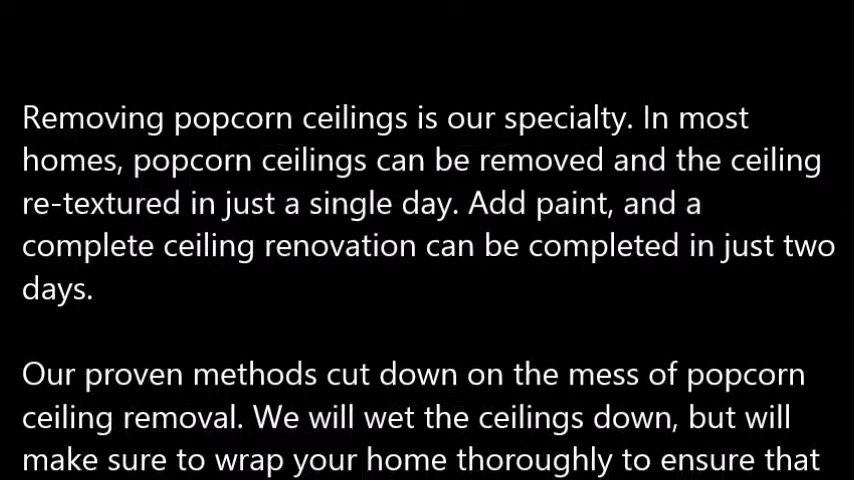 Removing popcorn ceilings is our specialty. In most
homes, popcorn ceilings can be removed and the ceiling
re-textured in just a single day. Add paint, and a
complete ceiling renovation can be completed in just two
days.
Our proven methods cut down on the mess of popcorn
ceiling removal. We will wet the ceilings down, but will
make sure to wrap your home thoroughly to ensure that